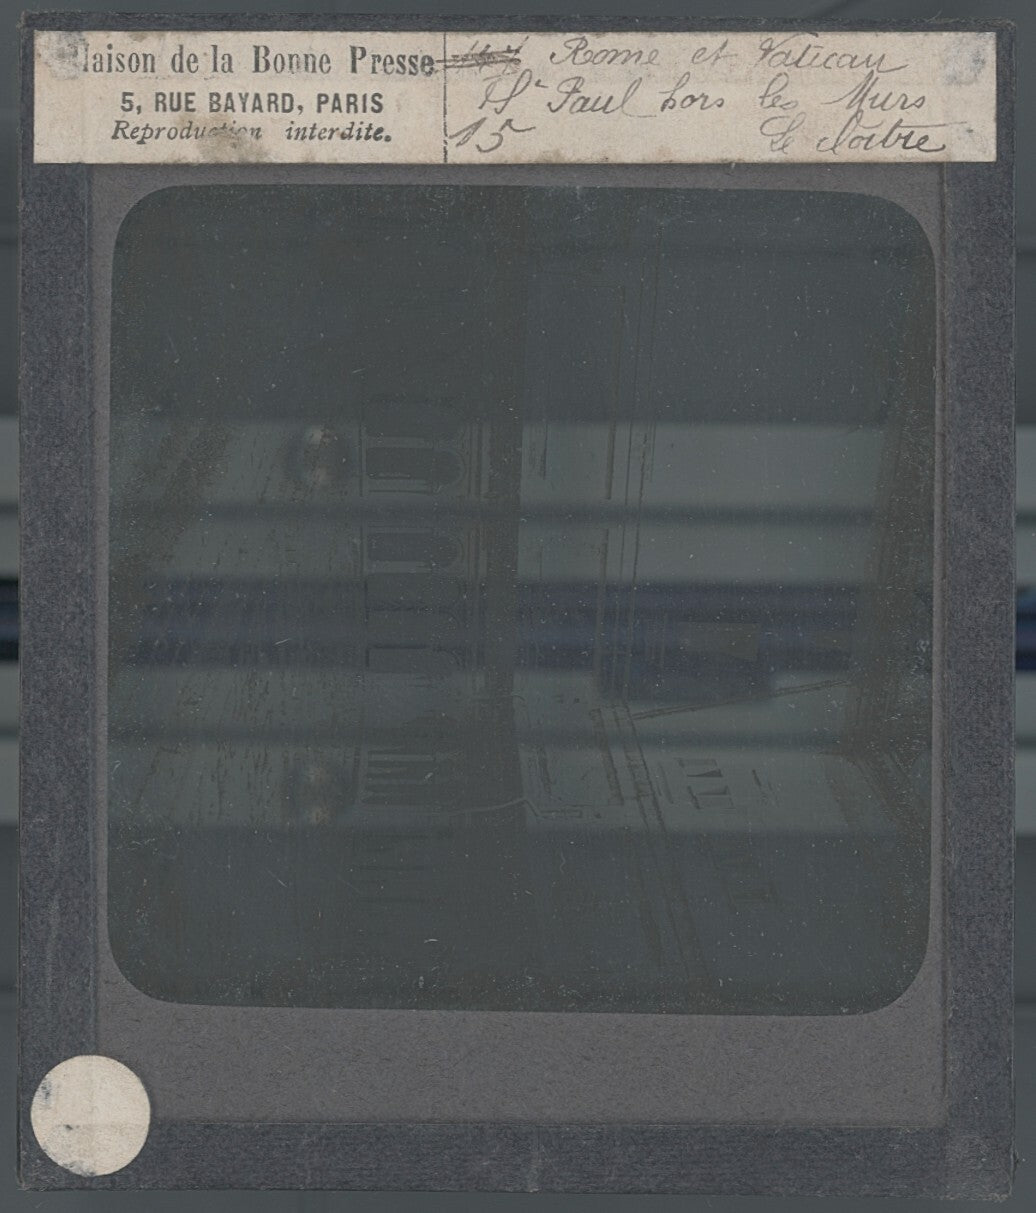 Maison de la Bonne Presse
5, RUE BAYARD, PARIS
Reproduction interdite.
Rome et Vatican
St Paul hors les Murs
15 Le cloître